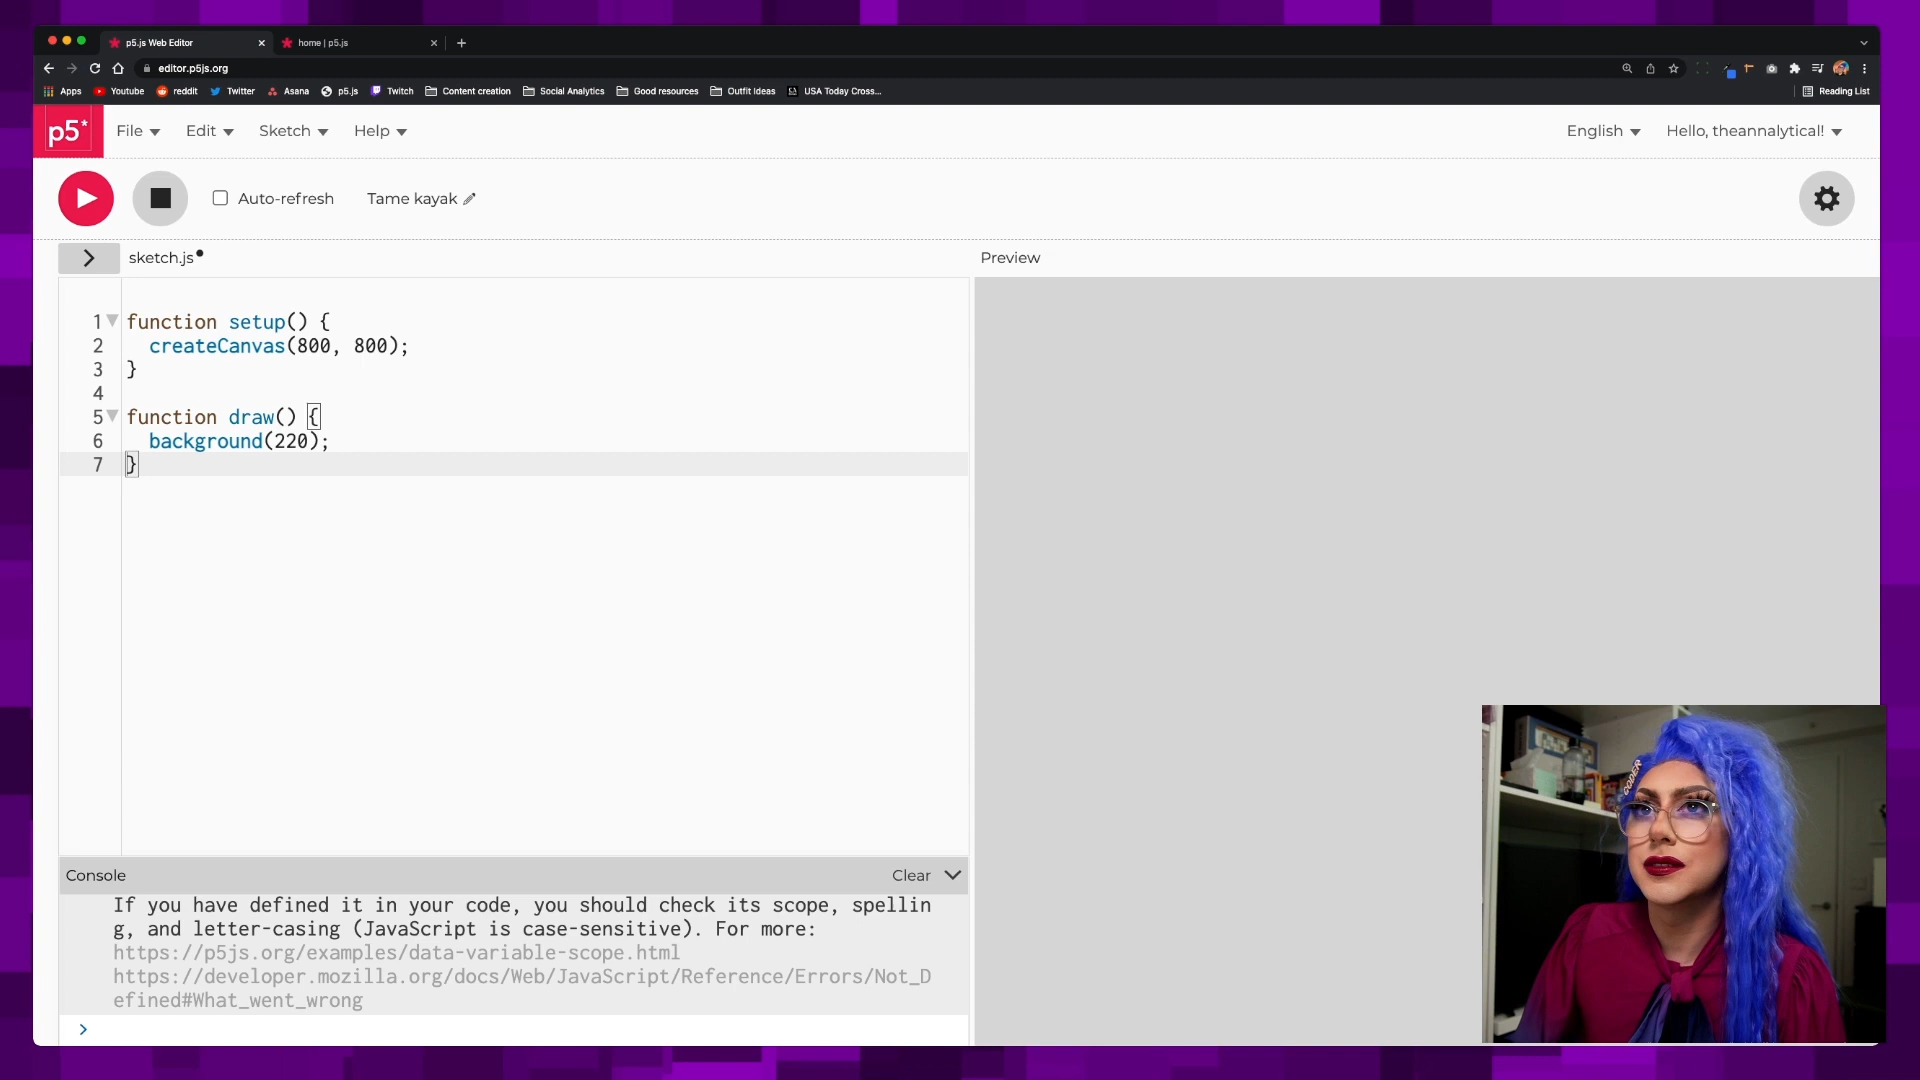 p5.js Web Editor
home | p5.js
editor.p5js.org
Apps
Youtube
reddit
Twitter
Asana
p5.js
Twitch
Content creation
Social Analytics
Good resources
Outfit Ideas
USA Today Cross...
Reading List
p5*
File
Edit
Sketch
Help
English
Hello, theannalytical!
Auto-refresh
Tame kayak
sketch.js
Preview
1 function setup() {
2 createCanvas(800, 800);
3 }
4
5 function draw() {
6 background(220);
7 }
Console
Clear
If you have defined it in your code, you should check its scope, spellin
g, and letter-casing (JavaScript is case-sensitive). For more:
https://p5js.org/examples/data-variable-scope.html
https://developer.mozilla.org/docs/Web/JavaScript/Reference/Errors/Not_D
efined#What_went_wrong
>
CODER